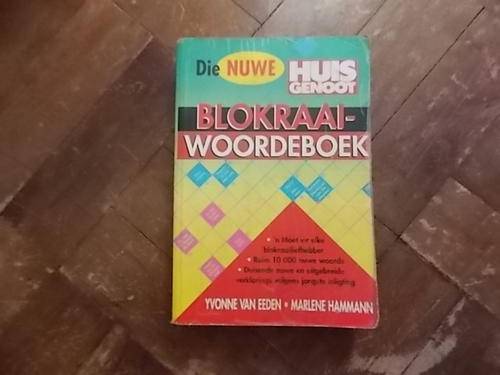 Die NUWE HUIS
GENOOT
BLOKRAAI-
WOORDEBOEK
• 'n Moet vir elke
blokraailiefhebber
• Ruim 10 000 nuwe woorde
• Duisende nuwe en uitgebreide
verklarings volgens jongste inligting
YVONNE VAN EEDEN • MARLENE HAMMANN